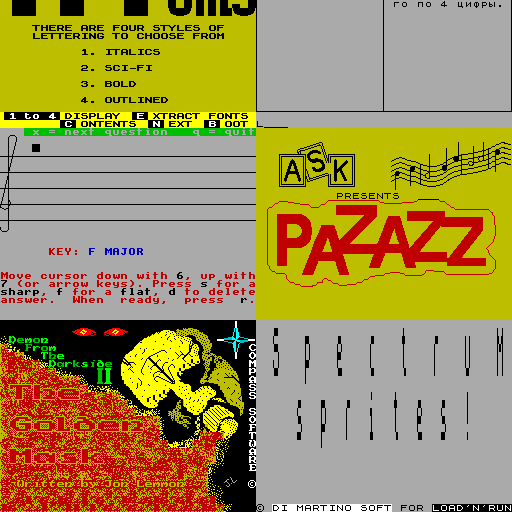 THERE ARE FOUR STYLES OF
LETTERING TO CHOOSE FROM
1. ITALICS
2. SCI-FI
3. BOLD
4. OUTLINED
1 to 4 DISPLAY E XTRACT FONTS
C ONTENTS N EXT B OOT
го по 4 цифры.
x = next question q = quit
KEY: F MAJOR
Move cursor down with 6, up with
7 (or arrow keys). Press s for a
sharp, f for a flat, d to delete
answer. When ready, press r.
ASK
PRESENTS
PAZAZZ
Demon
From
The
Darkside
II
The
Golden
Mask
Written by Jon Lemmon
JL
COMPASS SOFTWARE ©
Spectrum
sprites!
© DI MARTINO SOFT FOR LOAD'N'RUN